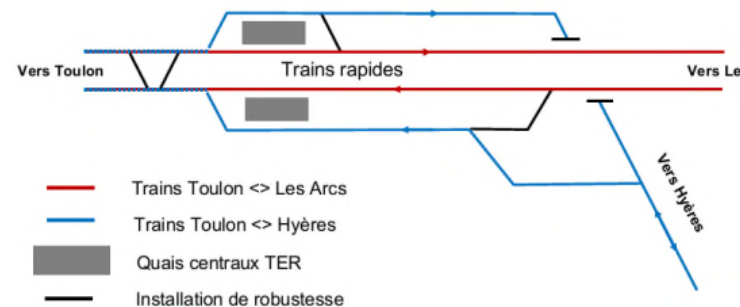 Vers Toulon
Trains rapides
Vers Le
Vers Hyères
Trains Toulon <> Les Arcs
Trains Toulon <> Hyères
Quais centraux TER
Installation de robustesse